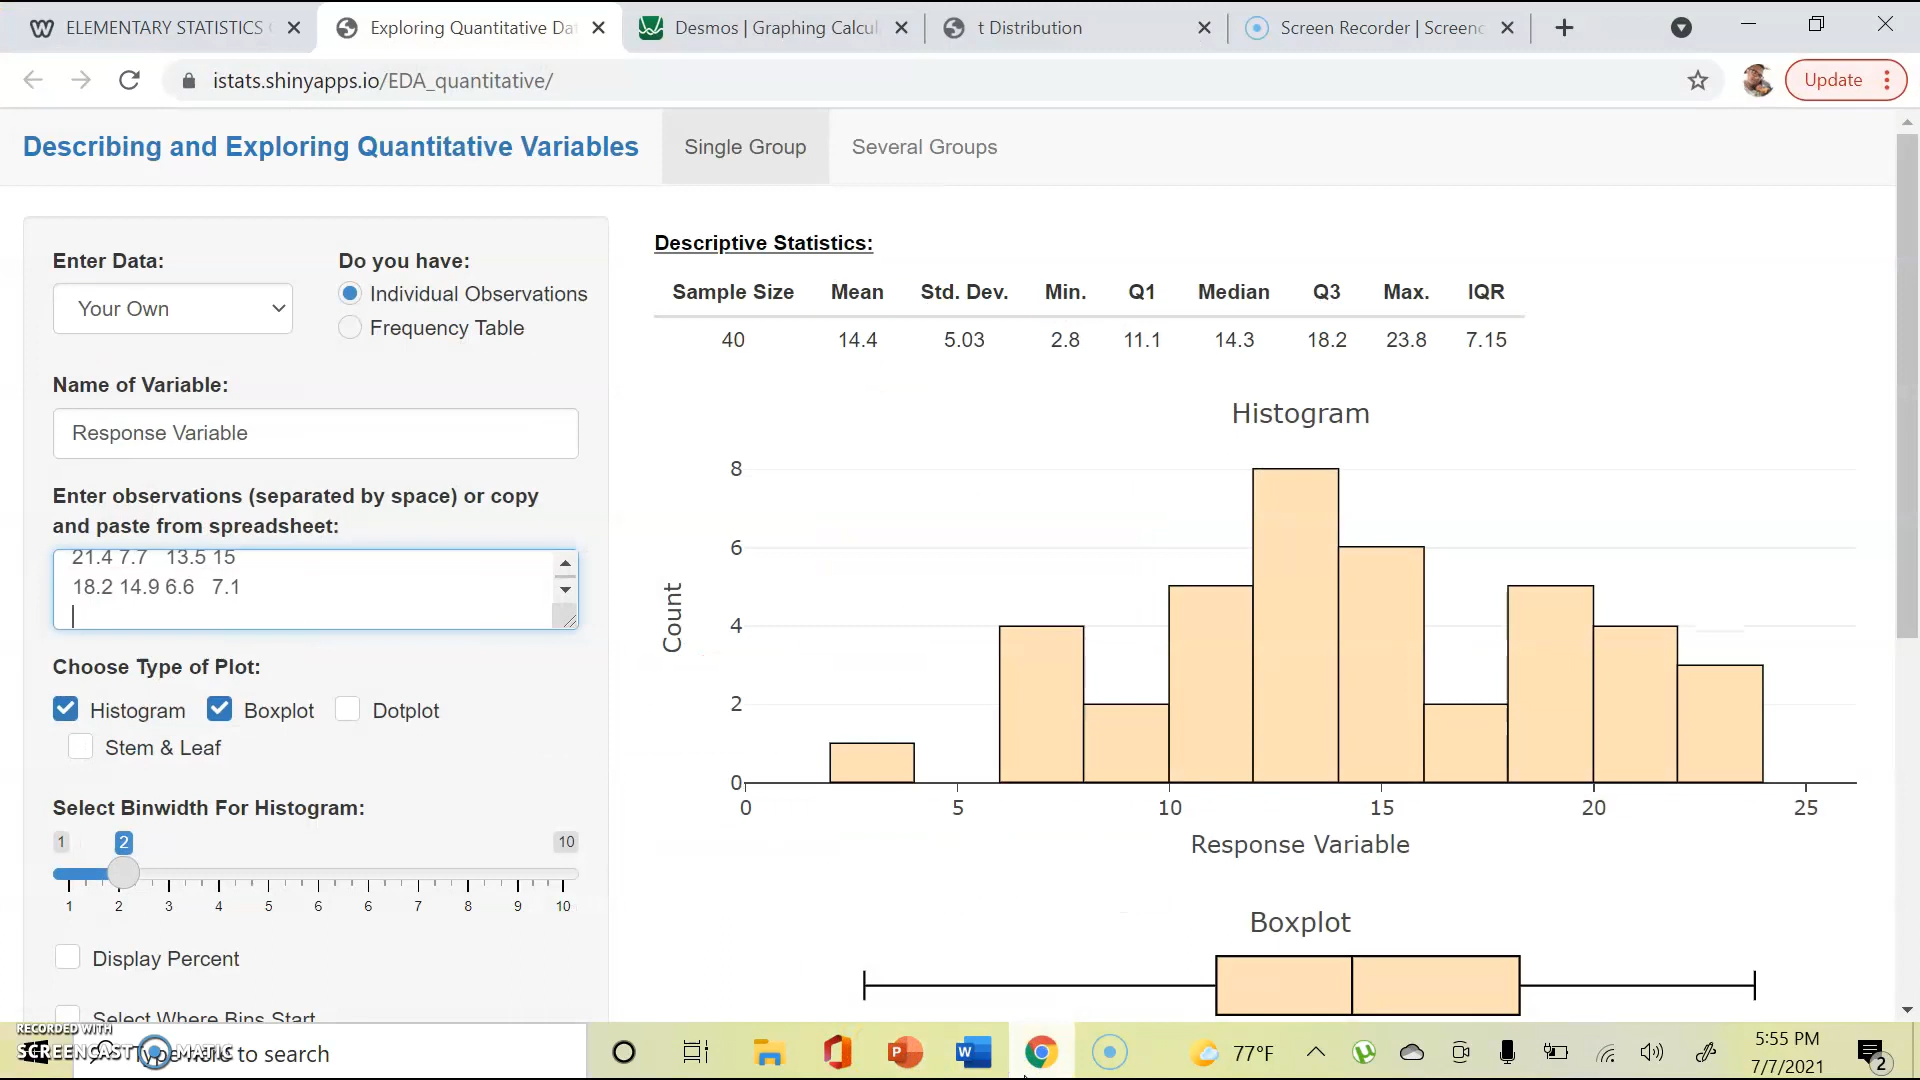 ELEMENTARY STATISTICS
Exploring Quantitative Dat
Desmos | Graphing Calcul
t Distribution
Screen Recorder | Screenc
istats.shinyapps.io/EDA_quantitative/
Update
Describing and Exploring Quantitative Variables
Single Group
Several Groups
Enter Data:
Your Own
Do you have:
Individual Observations
Frequency Table
Name of Variable:
Response Variable
Enter observations (separated by space) or copy
and paste from spreadsheet:
21.4 7.7 13.5 15
18.2 14.9 6.6 7.1
Choose Type of Plot:
Histogram Boxplot Dotplot
Stem & Leaf
Select Binwidth For Histogram:
1 2 10
1 2 3 4 5 6 6 7 8 9 10
Display Percent
Select Where Bins Start
Descriptive Statistics:
Sample Size Mean Std. Dev. Min. Q1 Median Q3 Max. IQR
40 14.4 5.03 2.8 11.1 14.3 18.2 23.8 7.15
Histogram
Count
8
6
4
2
0
0 5 10 15 20 25
Response Variable
Boxplot
RECORDED WITH
SCREENCAST MATIC
Type here to search
77°F
5:55 PM
7/7/2021
2